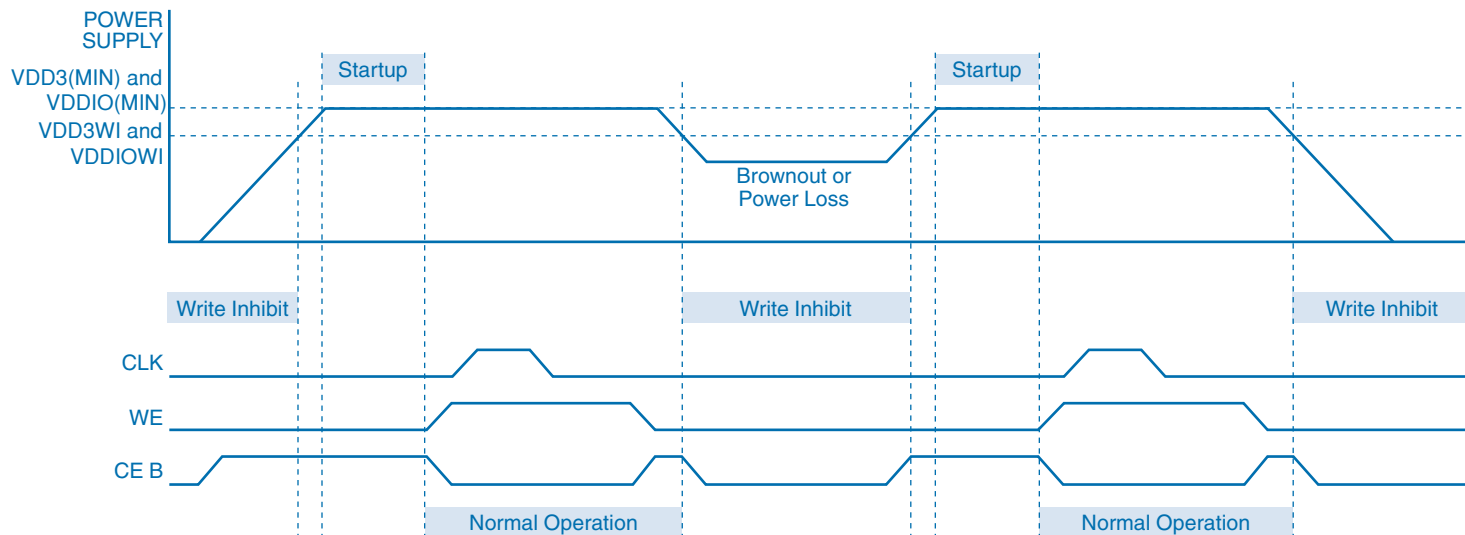 POWER
SUPPLY
VDD3(MIN) and
VDDIO(MIN)
VDD3WI and
VDDIOWI
Startup
Startup
Brownout or
Power Loss
Write Inhibit
Write Inhibit
Write Inhibit
CLK
WE
CE B
Normal Operation
Normal Operation